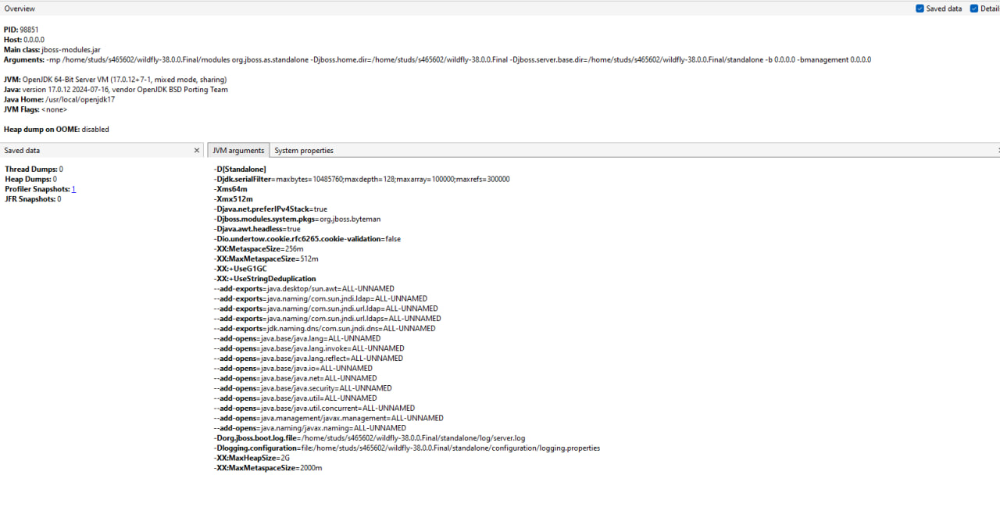 Overview
Saved data Detail
PID: 98851
Host: 0.0.0.0
Main class: jboss-modules.jar
Arguments: -mp /home/studs/s465602/wildfly-38.0.0.Final/modules org.jboss.as.standalone -Djboss.home.dir=/home/studs/s465602/wildfly-38.0.0.Final -Djboss.server.base.dir=/home/studs/s465602/wildfly-38.0.0.Final/standalone -b 0.0.0.0 -bmanagement 0.0.0.0
JVM: OpenJDK 64-Bit Server VM (17.0.12+7-1, mixed mode, sharing)
Java: version 17.0.12 2024-07-16, vendor OpenJDK BSD Porting Team
Java Home: /usr/local/openjdk17
JVM Flags: <none>
Heap dump on OOME: disabled
Saved data
Thread Dumps: 0
Heap Dumps: 0
Profiler Snapshots: 1
JFR Snapshots: 0
JVM arguments System properties
-D[Standalone]
-Djdk.serialFilter=maxbytes=10485760;maxdepth=128;maxarray=100000;maxrefs=300000
-Xms64m
-Xmx512m
-Djava.net.preferIPv4Stack=true
-Djboss.modules.system.pkgs=org.jboss.byteman
-Djava.awt.headless=true
-Dio.undertow.cookie.rfc6265.cookie-validation=false
-XX:MetaspaceSize=256m
-XX:MaxMetaspaceSize=512m
-XX:+UseG1GC
-XX:+UseStringDeduplication
--add-exports=java.desktop/sun.awt=ALL-UNNAMED
--add-exports=java.naming/com.sun.jndi.ldap=ALL-UNNAMED
--add-exports=java.naming/com.sun.jndi.url.ldap=ALL-UNNAMED
--add-exports=java.naming/com.sun.jndi.url.ldaps=ALL-UNNAMED
--add-exports=jdk.naming.dns/com.sun.jndi.dns=ALL-UNNAMED
--add-opens=java.base/java.lang=ALL-UNNAMED
--add-opens=java.base/java.lang.invoke=ALL-UNNAMED
--add-opens=java.base/java.lang.reflect=ALL-UNNAMED
--add-opens=java.base/java.io=ALL-UNNAMED
--add-opens=java.base/java.net=ALL-UNNAMED
--add-opens=java.base/java.security=ALL-UNNAMED
--add-opens=java.base/java.util=ALL-UNNAMED
--add-opens=java.base/java.util.concurrent=ALL-UNNAMED
--add-opens=java.management/javax.management=ALL-UNNAMED
--add-opens=java.naming/javax.naming=ALL-UNNAMED
-Dorg.jboss.boot.log.file=/home/studs/s465602/wildfly-38.0.0.Final/standalone/log/server.log
-Dlogging.configuration=file:/home/studs/s465602/wildfly-38.0.0.Final/standalone/configuration/logging.properties
-XX:MaxHeapSize=2G
-XX:MaxMetaspaceSize=2000m